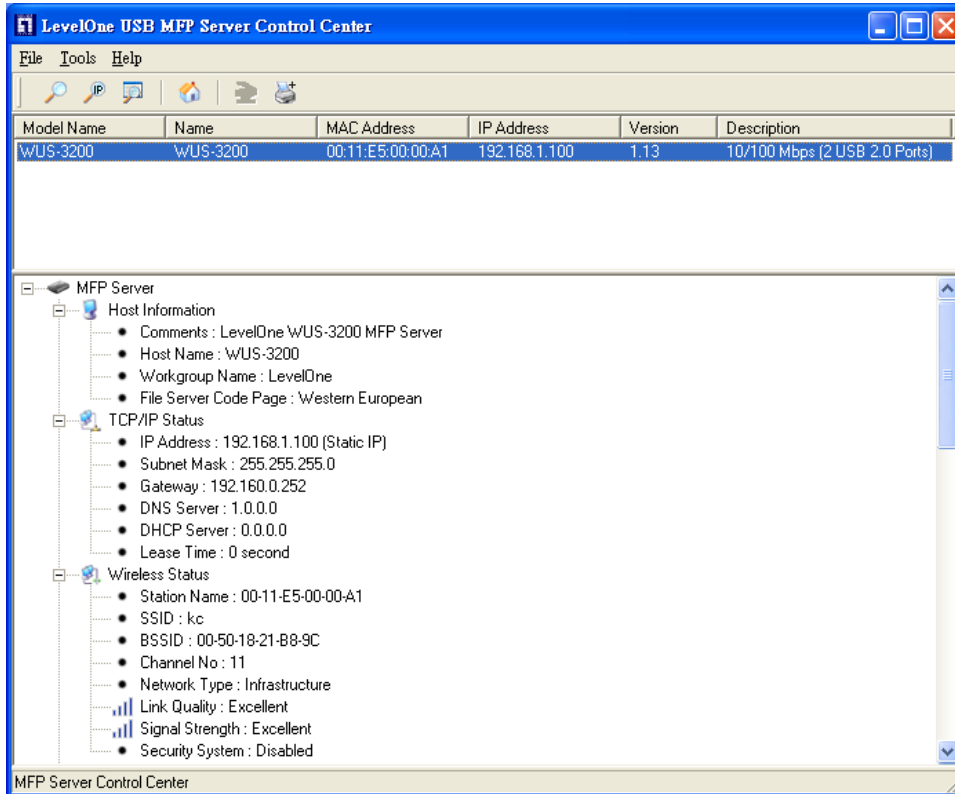 LevelOne USB MFP Server Control Center
File Tools Help
IP
Model Name Name MAC Address IP Address Version Description
WUS-3200 WUS-3200 00:11:E5:00:00:A1 192.168.1.100 1.13 10/100 Mbps (2 USB 2.0 Ports)
MFP Server
Host Information
Comments : LevelOne WUS-3200 MFP Server
Host Name : WUS-3200
Workgroup Name : LevelOne
File Server Code Page : Western European
TCP/IP Status
IP Address : 192.168.1.100 (Static IP)
Subnet Mask : 255.255.255.0
Gateway : 192.160.0.252
DNS Server : 1.0.0.0
DHCP Server : 0.0.0.0
Lease Time : 0 second
Wireless Status
Station Name : 00-11-E5-00-00-A1
SSID : kc
BSSID : 00-50-18-21-B8-9C
Channel No : 11
Network Type : Infrastructure
Link Quality : Excellent
Signal Strength : Excellent
Security System : Disabled
MFP Server Control Center